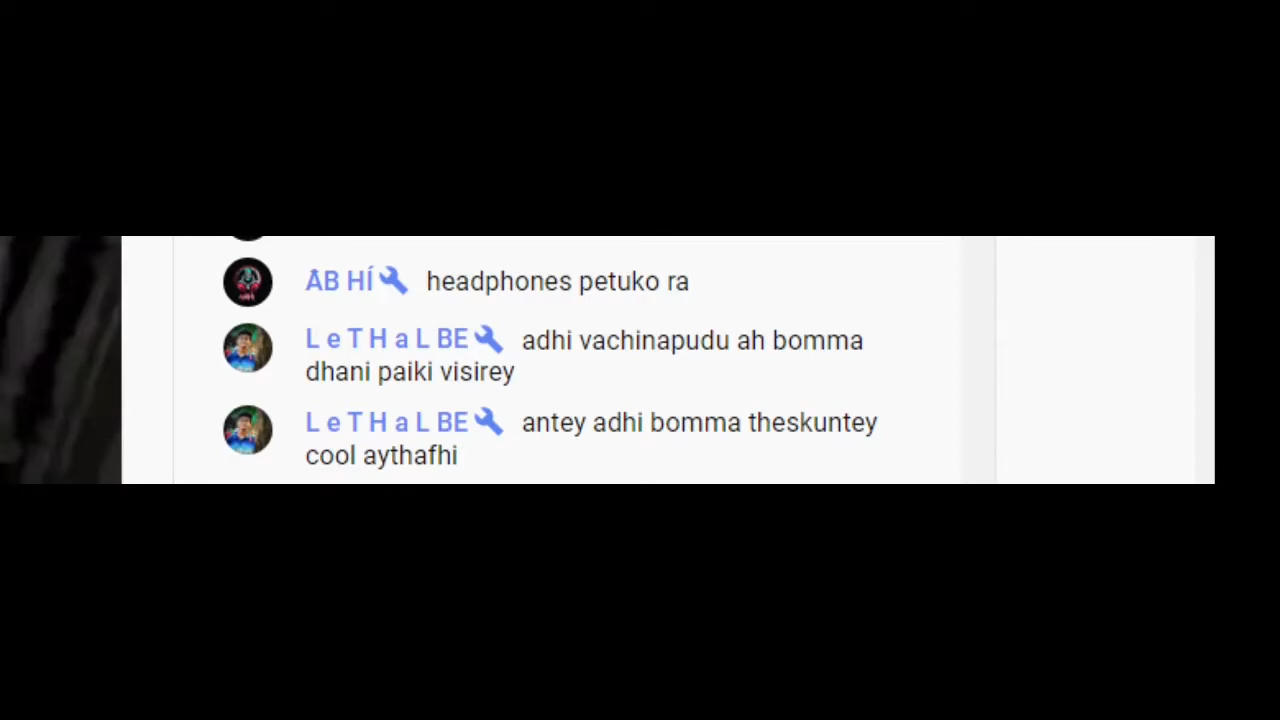 ÅB HÍ headphones petuko ra
L e T H a L BE adhi vachinapudu ah bomma
dhani paiki visirey
L e T H a L BE antey adhi bomma theskuntey
cool aythafhi